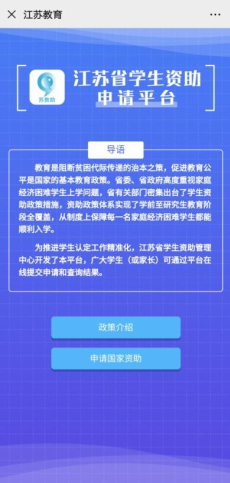 江苏教育
苏教助
江苏省学生资助
申请平台
导语
教育是阻断贫困代际传递的治本之策，促进教育公
平是国家的基本教育政策。省委、省政府高度重视家庭
经济困难学生上学问题，省有关部门密集出台了学生资
助政策措施，资助政策体系实现了学前至研究生教育阶
段全覆盖，从制度上保障每一名家庭经济困难学生都能
顺利入学。
为推进学生认定工作精准化，江苏省学生资助管理
中心开发了本平台，广大学生（或家长）可通过平台在
线提交申请和查询结果。
政策介绍
申请国家资助